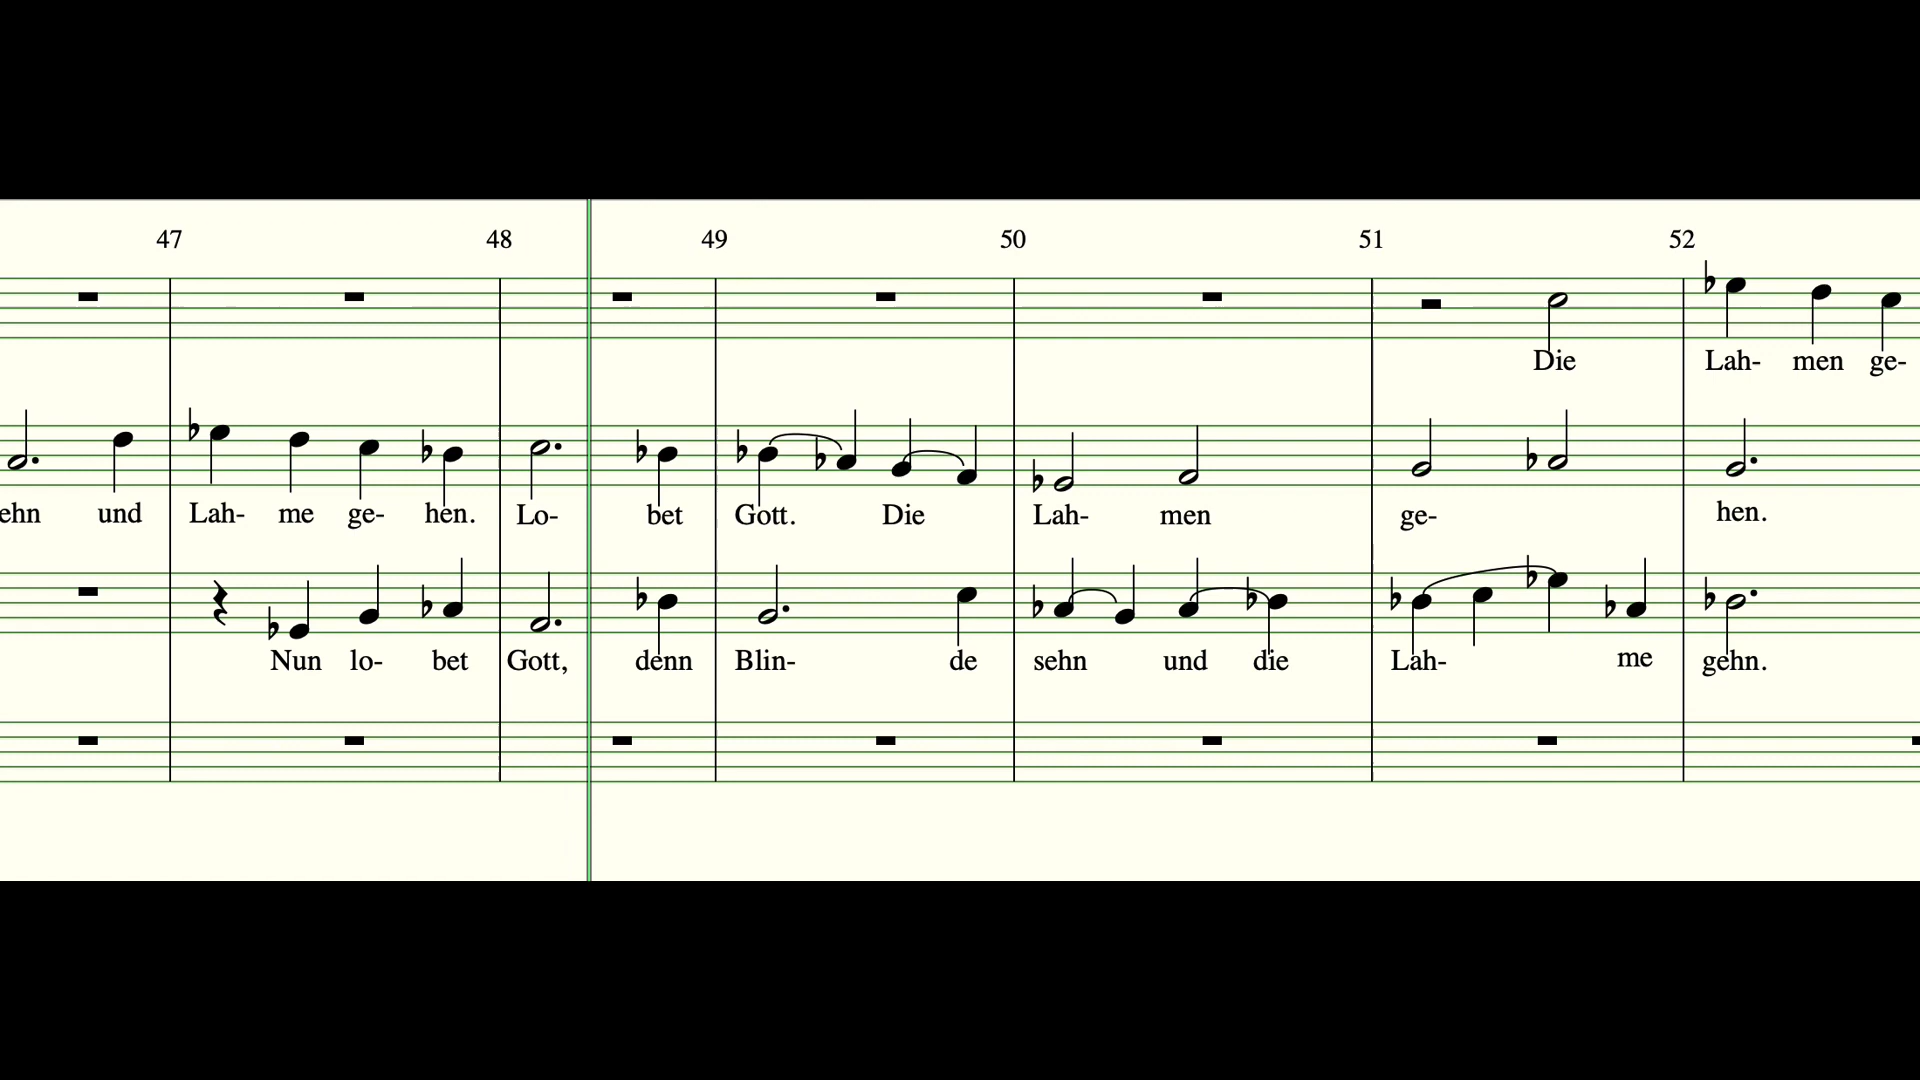 47 48 49 50 51 52
Die Lah- men ge-
ehn und Lah- me ge- hen. Lo- bet Gott. Die Lah- men ge- hen.
Nun lo- bet Gott, denn Blin- de sehn und die Lah- me gehn.